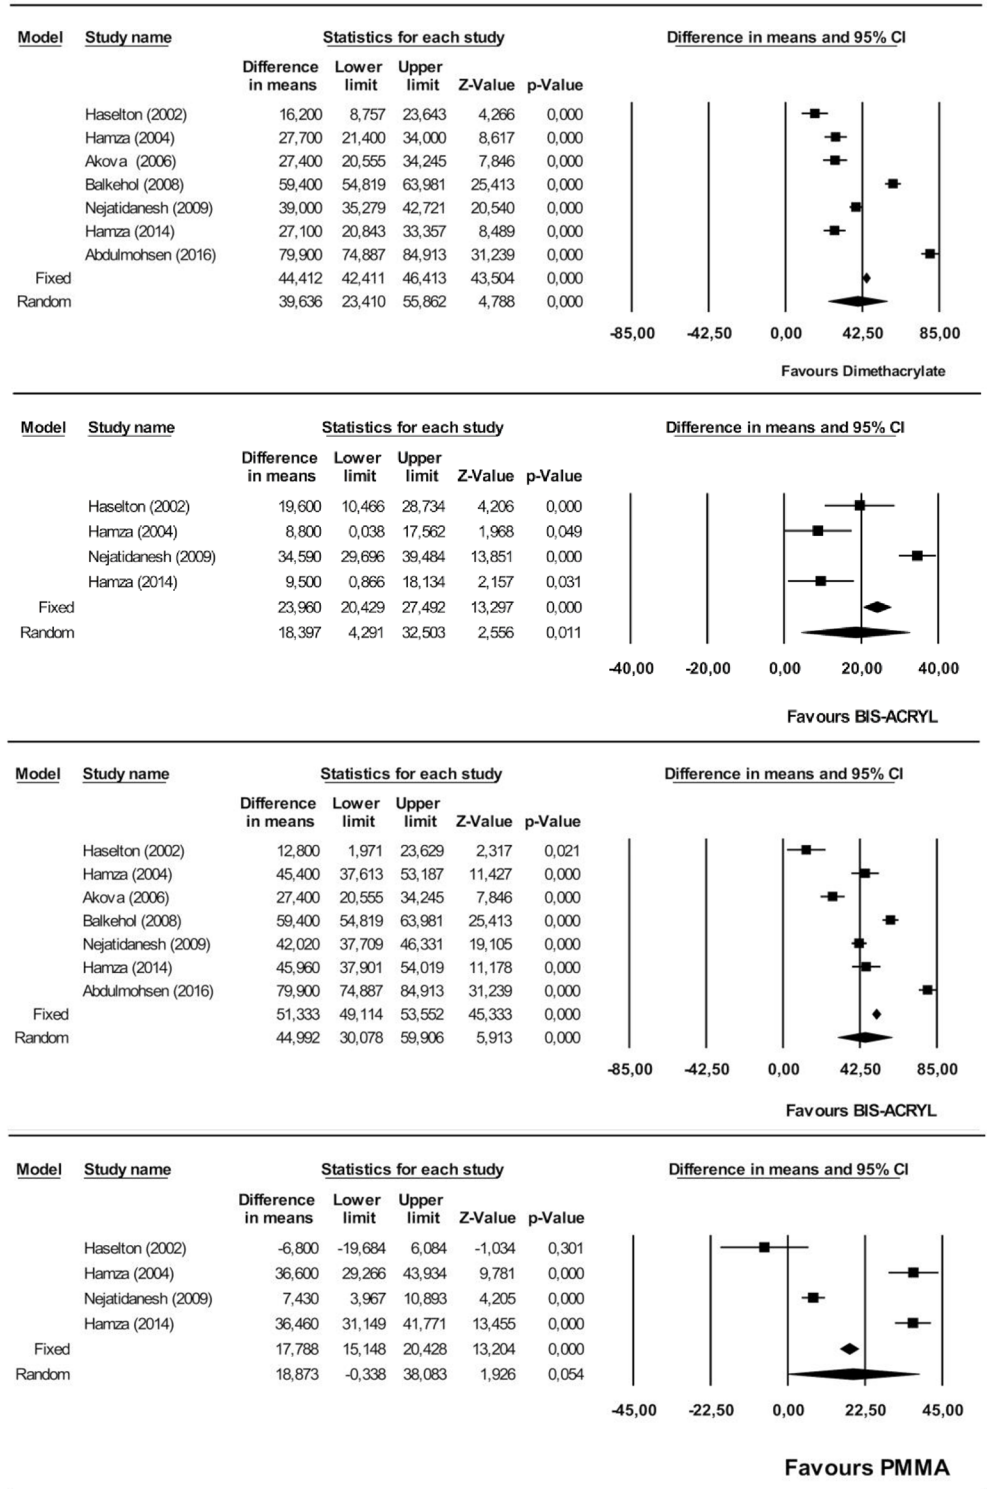 Model Study name Statistics for each study Difference in means and 95% CI
Difference Lower Upper
in means limit limit Z-Value p-Value
Haselton (2002) 16,200 8,757 23,643 4,266 0,000
Hamza (2004) 27,700 21,400 34,000 8,617 0,000
Akova (2006) 27,400 20,555 34,245 7,846 0,000
Balkehol (2008) 59,400 54,819 63,981 25,413 0,000
Nejatidanesh (2009) 39,000 35,279 42,721 20,540 0,000
Hamza (2014) 27,100 20,843 33,357 8,489 0,000
Abdulmohsen (2016) 79,900 74,887 84,913 31,239 0,000
Fixed 44,412 42,411 46,413 43,504 0,000
Random 39,636 23,410 55,862 4,788 0,000
-85,00 -42,50 0,00 42,50 85,00
Favours Dimethacrylate
Model Study name Statistics for each study Difference in means and 95% CI
Difference Lower Upper
in means limit limit Z-Value p-Value
Haselton (2002) 19,600 10,466 28,734 4,206 0,000
Hamza (2004) 8,800 0,038 17,562 1,968 0,049
Nejatidanesh (2009) 34,590 29,696 39,484 13,851 0,000
Hamza (2014) 9,500 0,866 18,134 2,157 0,031
Fixed 23,960 20,429 27,492 13,297 0,000
Random 18,397 4,291 32,503 2,556 0,011
-40,00 -20,00 0,00 20,00 40,00
Favours BIS-ACRYL
Model Study name Statistics for each study Difference in means and 95% CI
Difference Lower Upper
in means limit limit Z-Value p-Value
Haselton (2002) 12,800 1,971 23,629 2,317 0,021
Hamza (2004) 45,400 37,613 53,187 11,427 0,000
Akova (2006) 27,400 20,555 34,245 7,846 0,000
Balkehol (2008) 59,400 54,819 63,981 25,413 0,000
Nejatidanesh (2009) 42,020 37,709 46,331 19,105 0,000
Hamza (2014) 45,960 37,901 54,019 11,178 0,000
Abdulmohsen (2016) 79,900 74,887 84,913 31,239 0,000
Fixed 51,333 49,114 53,552 45,333 0,000
Random 44,992 30,078 59,906 5,913 0,000
-85,00 -42,50 0,00 42,50 85,00
Favours BIS-ACRYL
Model Study name Statistics for each study Difference in means and 95% CI
Difference Lower Upper
in means limit limit Z-Value p-Value
Haselton (2002) -6,800 -19,684 6,084 -1,034 0,301
Hamza (2004) 36,600 29,266 43,934 9,781 0,000
Nejatidanesh (2009) 7,430 3,967 10,893 4,205 0,000
Hamza (2014) 36,460 31,149 41,771 13,455 0,000
Fixed 17,788 15,148 20,428 13,204 0,000
Random 18,873 -0,338 38,083 1,926 0,054
-45,00 -22,50 0,00 22,50 45,00
Favours PMMA